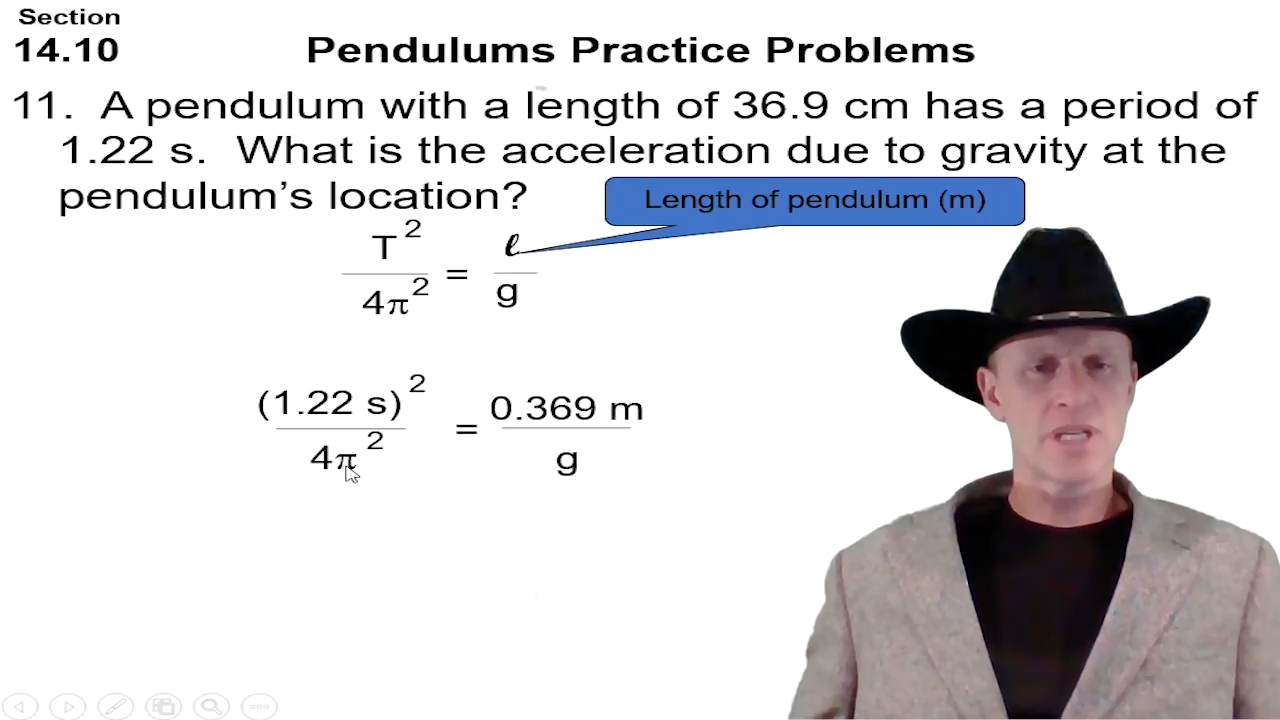 Section
14.10
Pendulums Practice Problems
11. A pendulum with a length of 36.9 cm has a period of
1.22 s. What is the acceleration due to gravity at the
pendulum's location?
Length of pendulum (m)
T² / 4π² = ℓ / g
(1.22 s)² / 4π² = 0.369 m / g